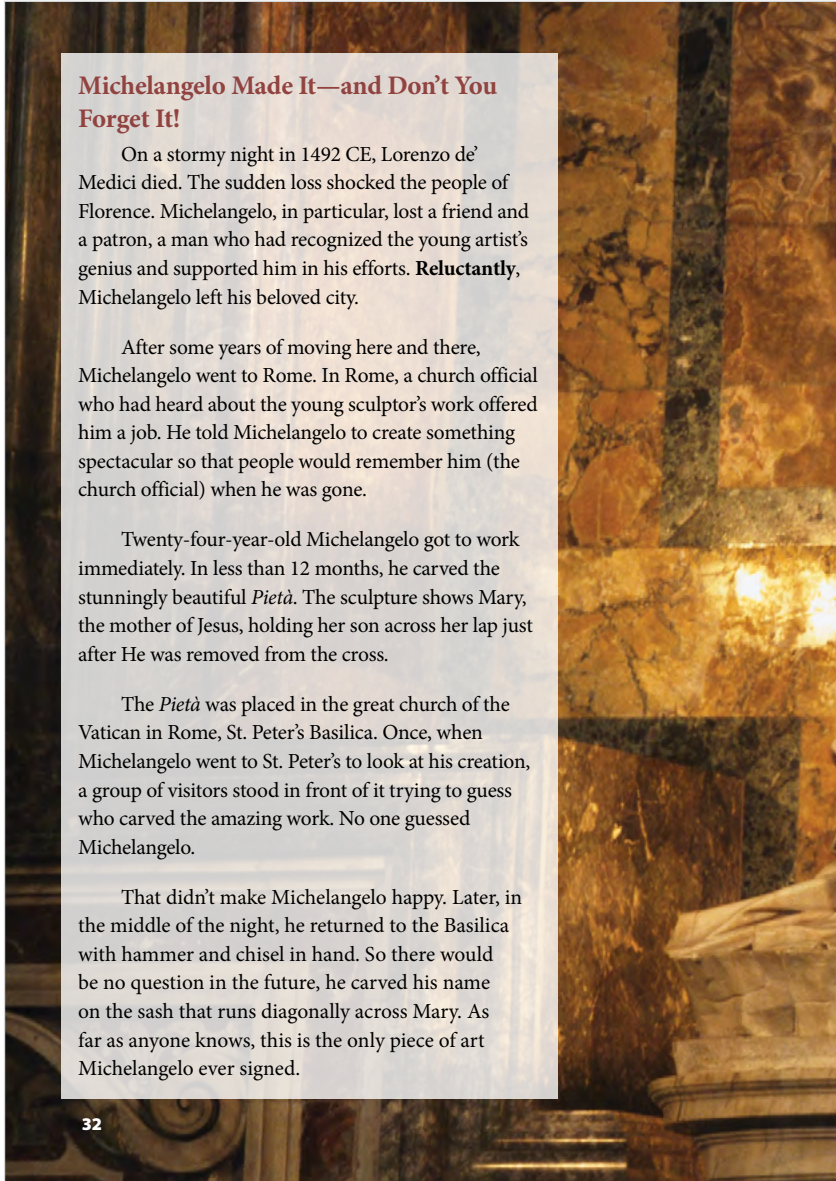 Michelangelo Made It—and Don’t You
Forget It!
On a stormy night in 1492 CE, Lorenzo de’
Medici died. The sudden loss shocked the people of
Florence. Michelangelo, in particular, lost a friend and
a patron, a man who had recognized the young artist’s
genius and supported him in his efforts. Reluctantly,
Michelangelo left his beloved city.
After some years of moving here and there,
Michelangelo went to Rome. In Rome, a church official
who had heard about the young sculptor’s work offered
him a job. He told Michelangelo to create something
spectacular so that people would remember him (the
church official) when he was gone.
Twenty-four-year-old Michelangelo got to work
immediately. In less than 12 months, he carved the
stunningly beautiful Pietà. The sculpture shows Mary,
the mother of Jesus, holding her son across her lap just
after He was removed from the cross.
The Pietà was placed in the great church of the
Vatican in Rome, St. Peter’s Basilica. Once, when
Michelangelo went to St. Peter’s to look at his creation,
a group of visitors stood in front of it trying to guess
who carved the amazing work. No one guessed
Michelangelo.
That didn’t make Michelangelo happy. Later, in
the middle of the night, he returned to the Basilica
with hammer and chisel in hand. So there would
be no question in the future, he carved his name
on the sash that runs diagonally across Mary. As
far as anyone knows, this is the only piece of art
Michelangelo ever signed.
32